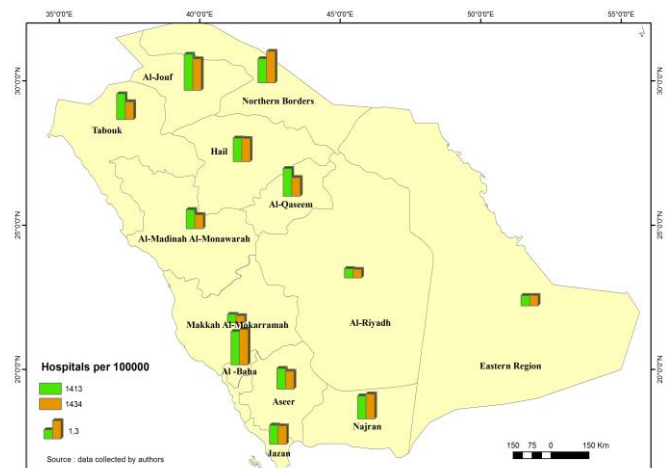 35°0'0"E 40°0'0"E 45°0'0"E 50°0'0"E 55°0'0"E
30°0'0"N
30°0'0"N
Al-Jouf
Northern Borders
Tabouk
Hail
Al-Qaseem
25°0'0"N
25°0'0"N
Al-Madinah Al-Monawarah
Makkah Al-Mokarramah
Al-Riyadh
Eastern Region
20°0'0"N
20°0'0"N
Al -Baha
Aseer
Najran
Jazan
Hospitals per 100000
1413
1434
1.3
Source : data collected by authors
150 75 0 150 Km